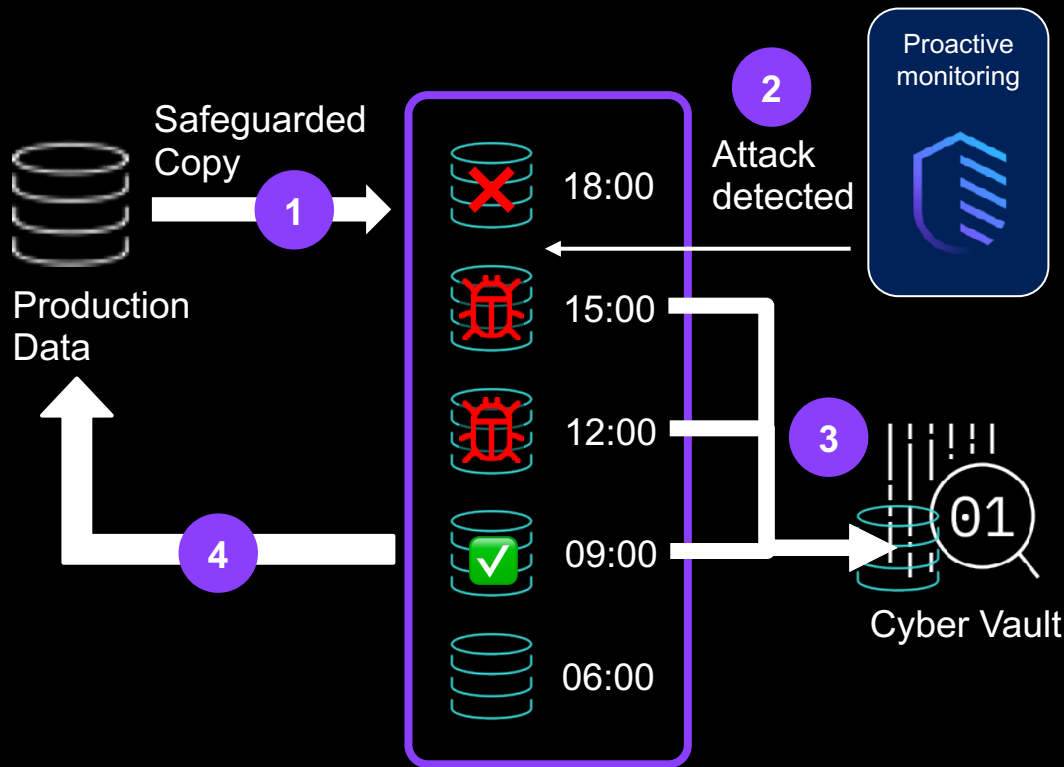 Safeguarded
Copy
1
Production
Data
18:00
15:00
12:00
09:00
06:00
2
Attack
detected
Proactive
monitoring
3
01
Cyber Vault
4